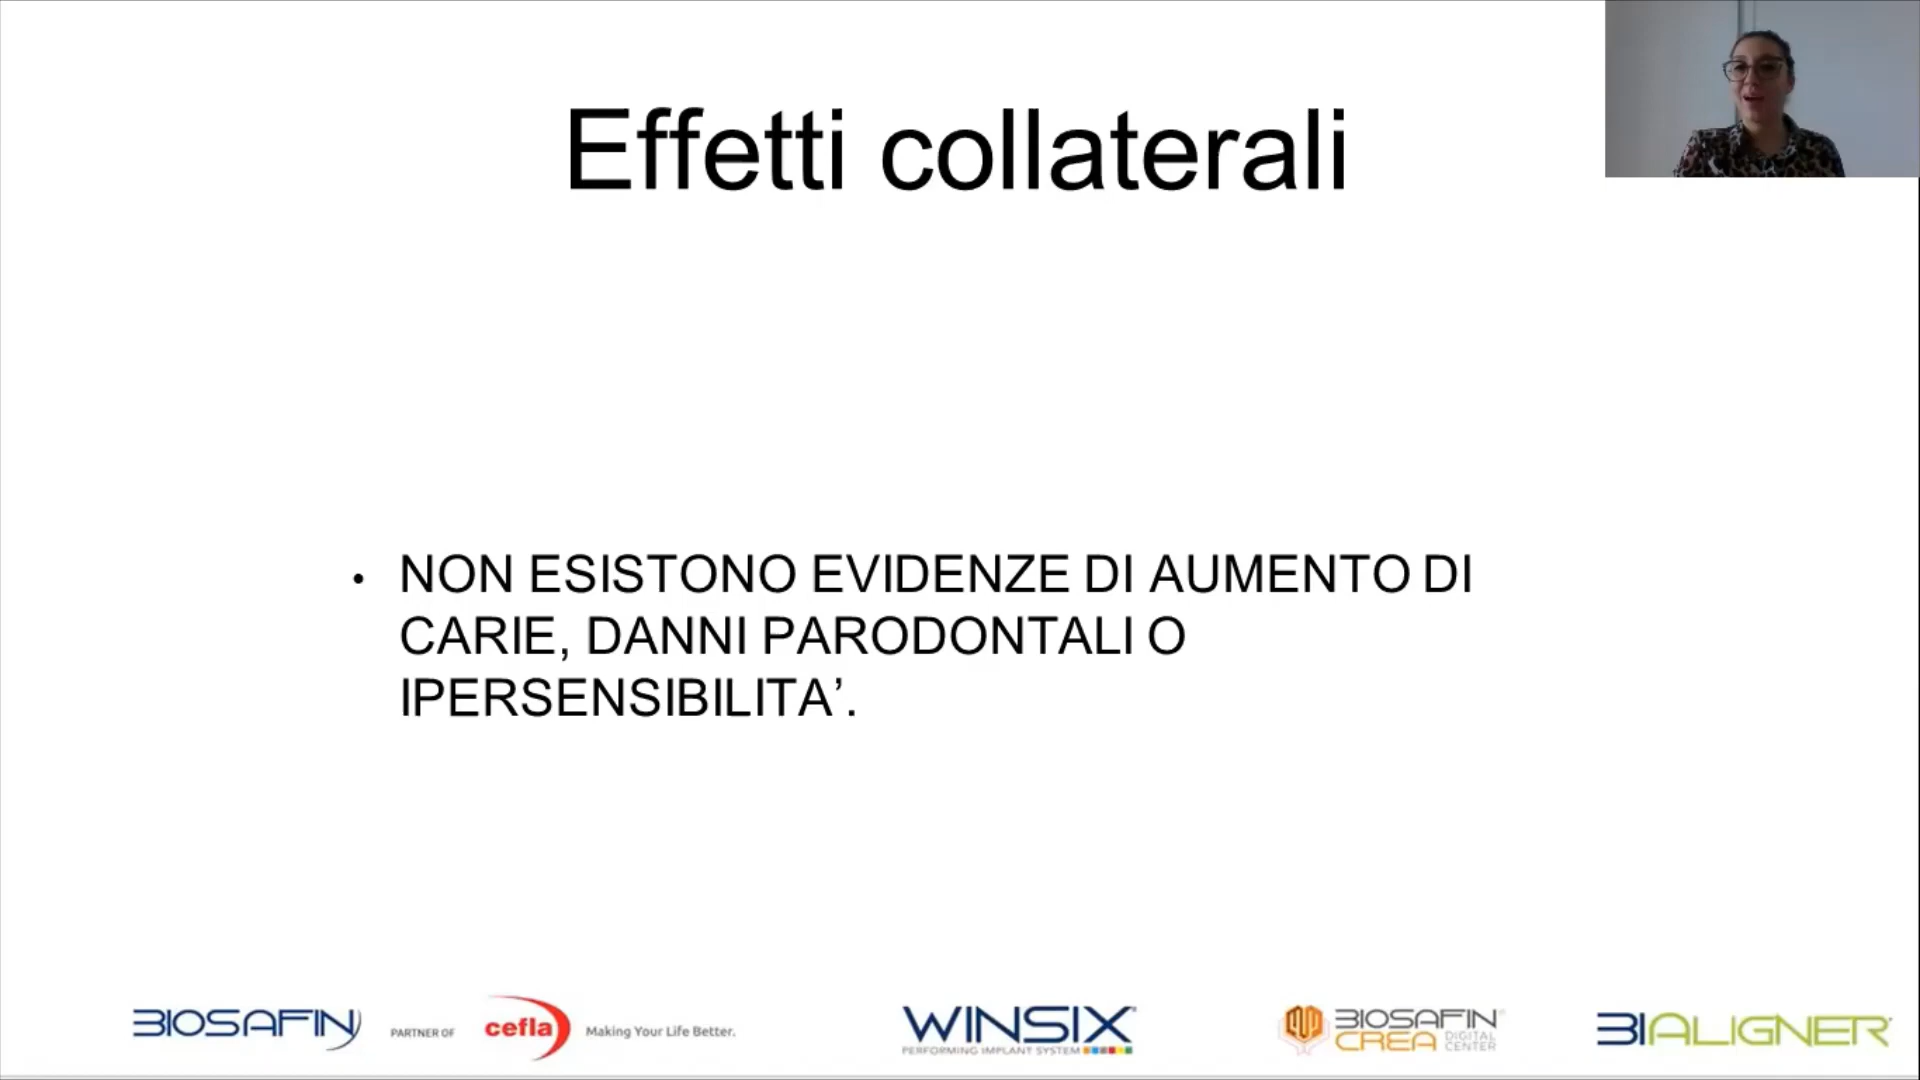 Effetti collaterali
• NON ESISTONO EVIDENZE DI AUMENTO DI
CARIE, DANNI PARODONTALI O
IPERSENSIBILITA’.
BIOSAFIN
PARTNER OF
cefla
Making Your Life Better.
WINSIX
PERFORMING IMPLANT SYSTEM
BIOSAFIN
CREA DIGITAL CENTER
BIALIGNER